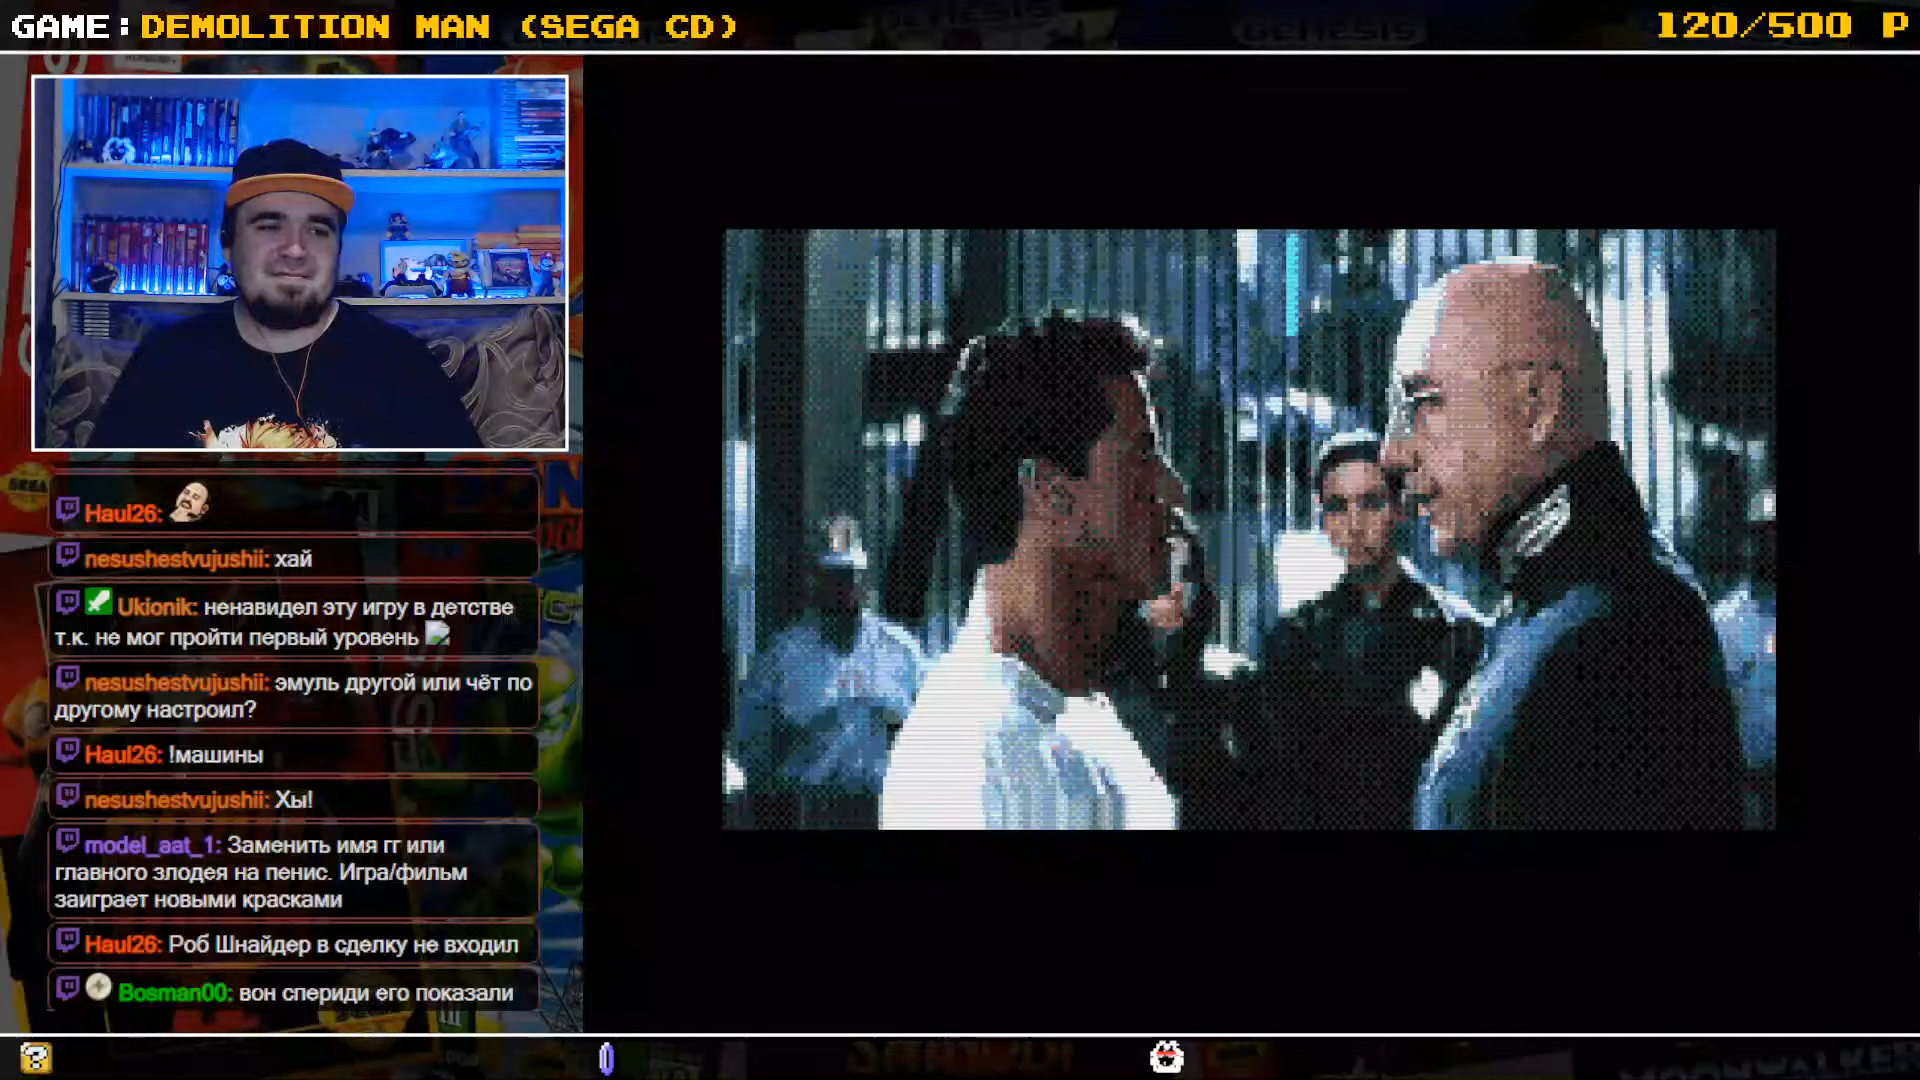 GAME: DEMOLITION MAN (SEGA CD)
120/500 P
Haul26:
nesushestvujushii: хай
Ukionik: ненавидел эту игру в детстве
т.к. не мог пройти первый уровень
nesushestvujushii: эмуль другой или чёт по
другому настроил?
Haul26: !машины
nesushestvujushii: Хы!
model_aat_1: Заменить имя гг или
главного злодея на пенис. Игра/фильм
заиграет новыми красками
Haul26: Роб Шнайдер в сделку не входил
Bosman00: вон спериди его показали